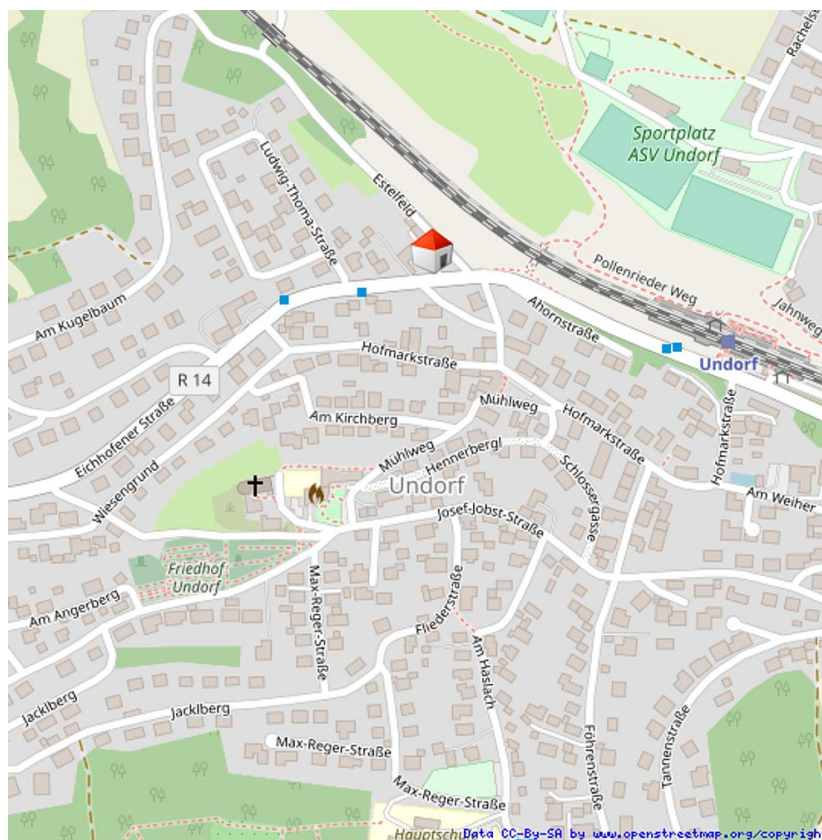 Rachels
Sportplatz
ASV Undorf
Ludwig-Thoma-Straße
Estelfeld
Pollenrieder Weg
Jahnweg
Am Kugelbaum
Ahornstraße
Undorf
Hofmarkstraße
R 14
Mühlweg
Hofmarkstraße
Hofmarkstraße
Am Kirchberg
Eichhofener Straße
Mühlweg
Hennerbergl
Wiesengrund
Undorf
Schlossergasse
Am Weiher
Josef-Jobst-Straße
Friedhof
Undorf
Max-Reger-Straße
Fliederstraße
Am Angerberg
Am Haslach
Jacklberg
Jacklberg
Max-Reger-Straße
Föhrenstraße
Tannenstraße
Max-Reger-Straße
Hauptschu
Data CC-By-SA by www.openstreetmap.org/copyrigh